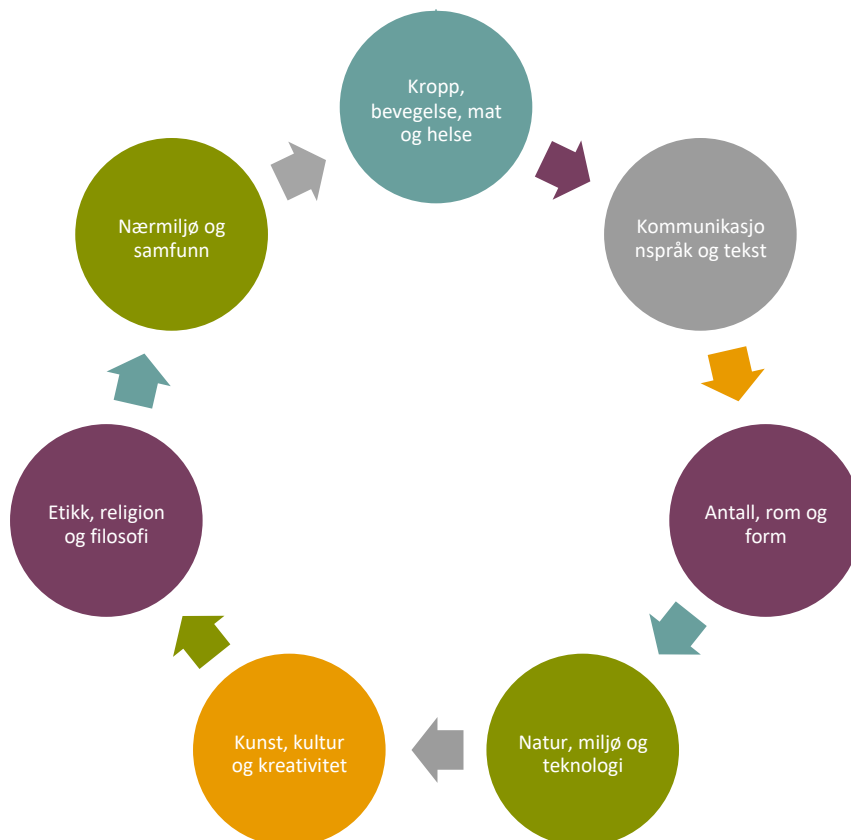 Kropp,
bevegelse, mat
og helse
Kommunikasjo
nspråk og tekst
Antall, rom og
form
Natur, miljø og
teknologi
Kunst, kultur
og kreativitet
Etikk, religion
og filosofi
Nærmiljø og
samfunn